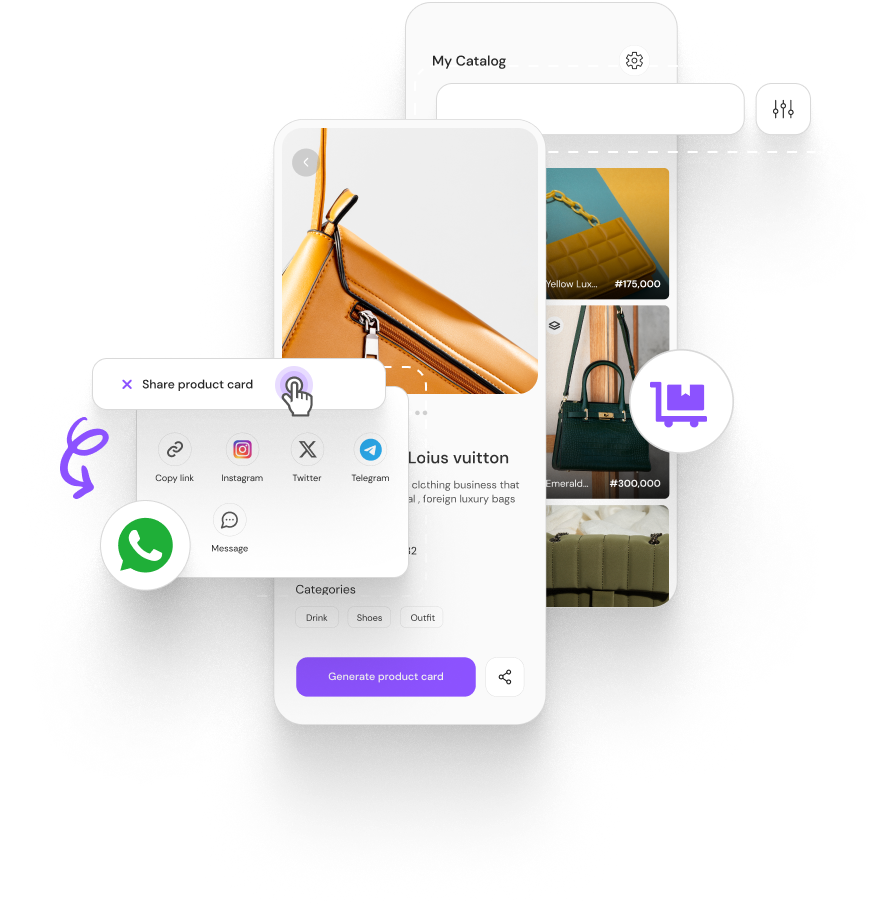 My Catalog
Yellow Lux...
#175,000
Emerald...
#300,000
Share product card
Copy link
Instagram
Twitter
Telegram
Message
Loius vuitton
clcthing business that
al , foreign luxury bags
32
Categories
Drink
Shoes
Outfit
Generate product card